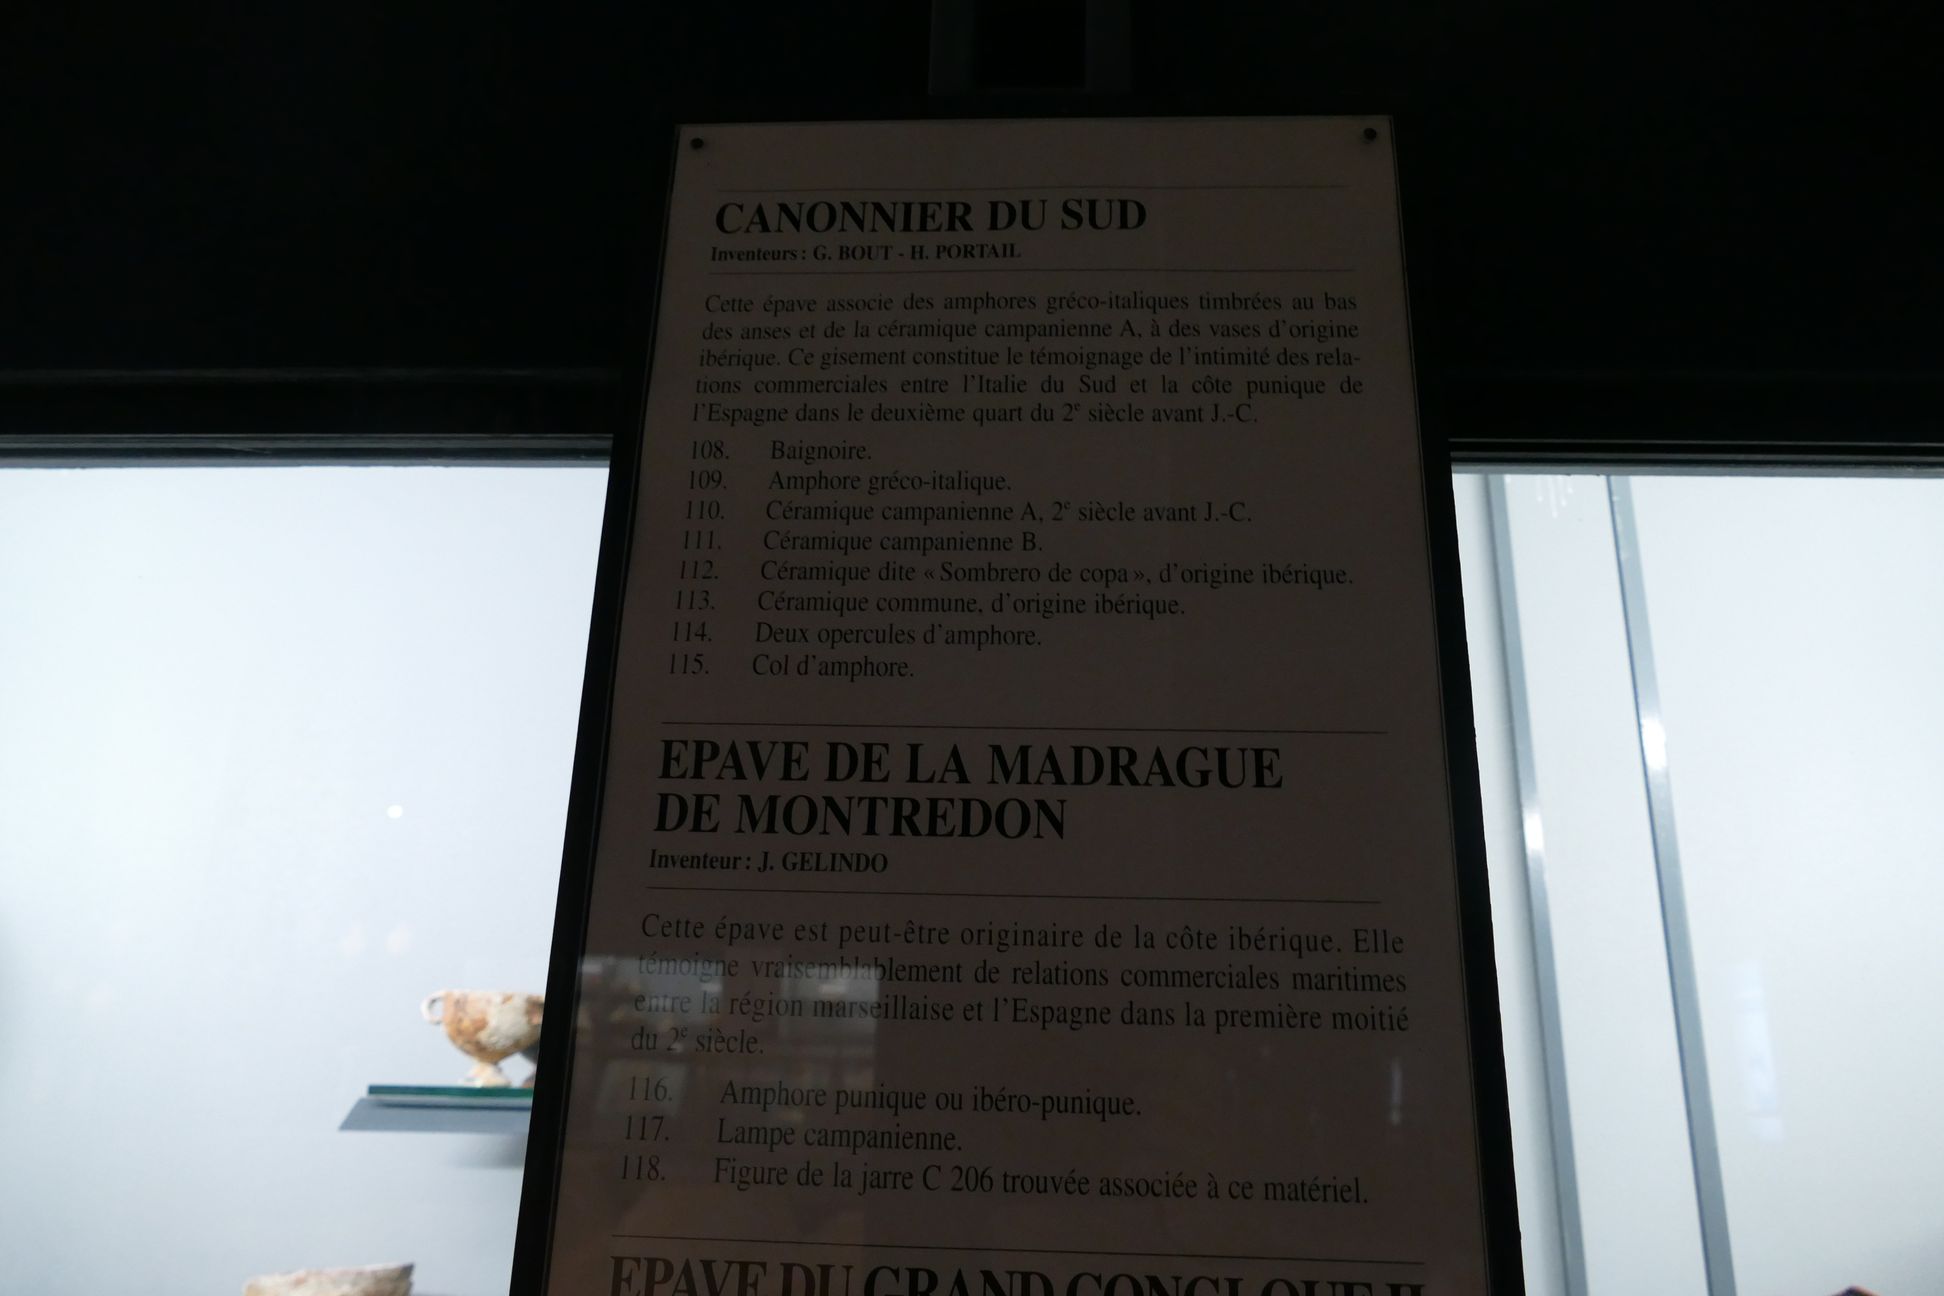 CANONNIER DU SUD
Inventeurs : G. BOUT - H. PORTAIL
Cette épave associe des amphores gréco-italiques timbrées au bas
des anses et de la céramique campanienne A, à des vases d'origine
ibérique. Ce gisement constitue le témoignage de l'intimité des rela-
tions commerciales entre l'Italie du Sud et la côte punique de
l'Espagne dans le deuxième quart du 2e siècle avant J.-C.
108. Baignoire.
109. Amphore gréco-italique.
110. Céramique campanienne A, 2e siècle avant J.-C.
111. Céramique campanienne B.
112. Céramique dite « Sombrero de copa », d'origine ibérique.
113. Céramique commune, d'origine ibérique.
114. Deux opercules d'amphore.
115. Col d'amphore.
EPAVE DE LA MADRAGUE
DE MONTREDON
Inventeur : J. GELINDO
Cette épave est peut-être originaire de la côte ibérique. Elle
témoigne vraisemblablement de relations commerciales maritimes
entre la région marseillaise et l'Espagne dans la première moitié
du 2e siècle.
116. Amphore punique ou ibéro-punique.
117. Lampe campanienne.
118. Figure de la jarre C 206 trouvée associée à ce matériel.
EPAVE DU GRAND CONGLOUE II